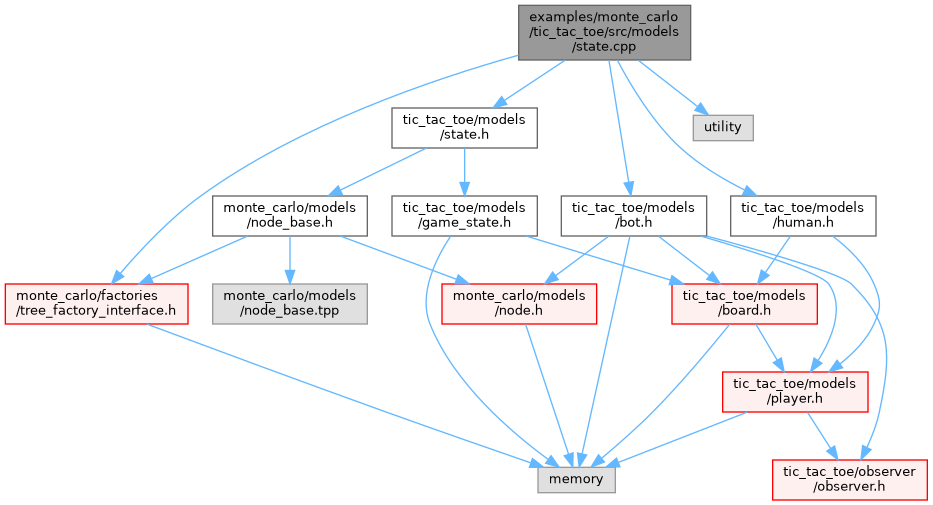 examples/monte_carlo
/tic_tac_toe/src/models
/state.cpp
tic_tac_toe/models
/state.h
utility
monte_carlo/models
/node_base.h
tic_tac_toe/models
/game_state.h
tic_tac_toe/models
/bot.h
tic_tac_toe/models
/human.h
monte_carlo/factories
/tree_factory_interface.h
monte_carlo/models
/node_base.tpp
monte_carlo/models
/node.h
tic_tac_toe/models
/board.h
tic_tac_toe/models
/player.h
memory
tic_tac_toe/observer
/observer.h